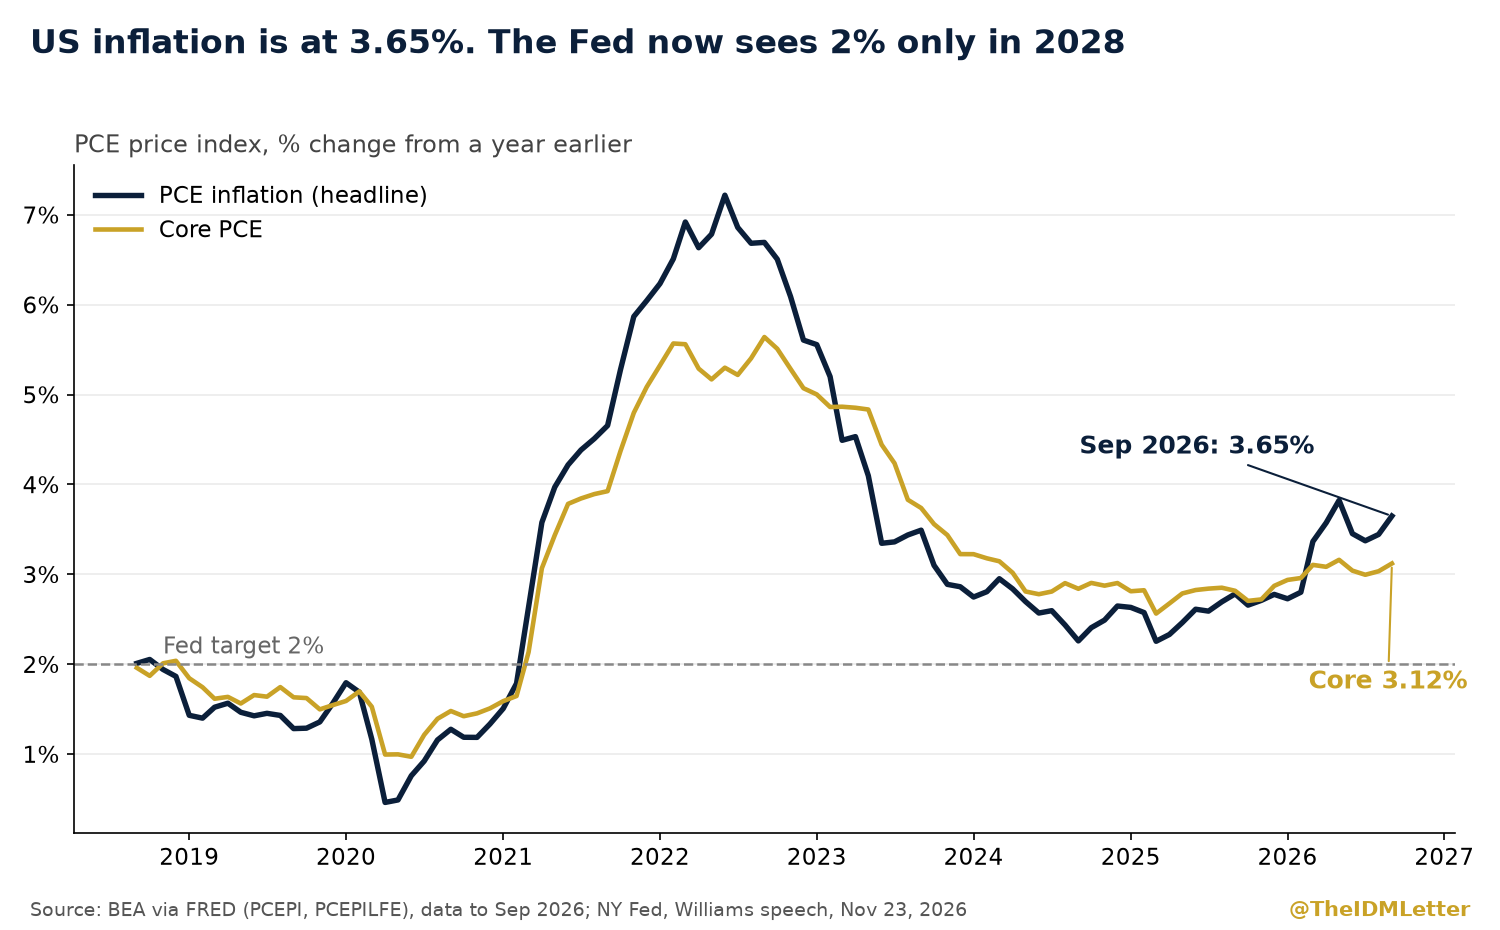 US inflation is at 3.65%. The Fed now sees 2% only in 2028
PCE price index, % change from a year earlier
PCE inflation (headline)
Core PCE
7%
6%
5%
4%
3%
2%
1%
Sep 2026: 3.65%
Fed target 2%
Core 3.12%
2019 2020 2021 2022 2023 2024 2025 2026 2027
Source: BEA via FRED (PCEPI, PCEPILFE), data to Sep 2026; NY Fed, Williams speech, Nov 23, 2026
@TheIDMLetter